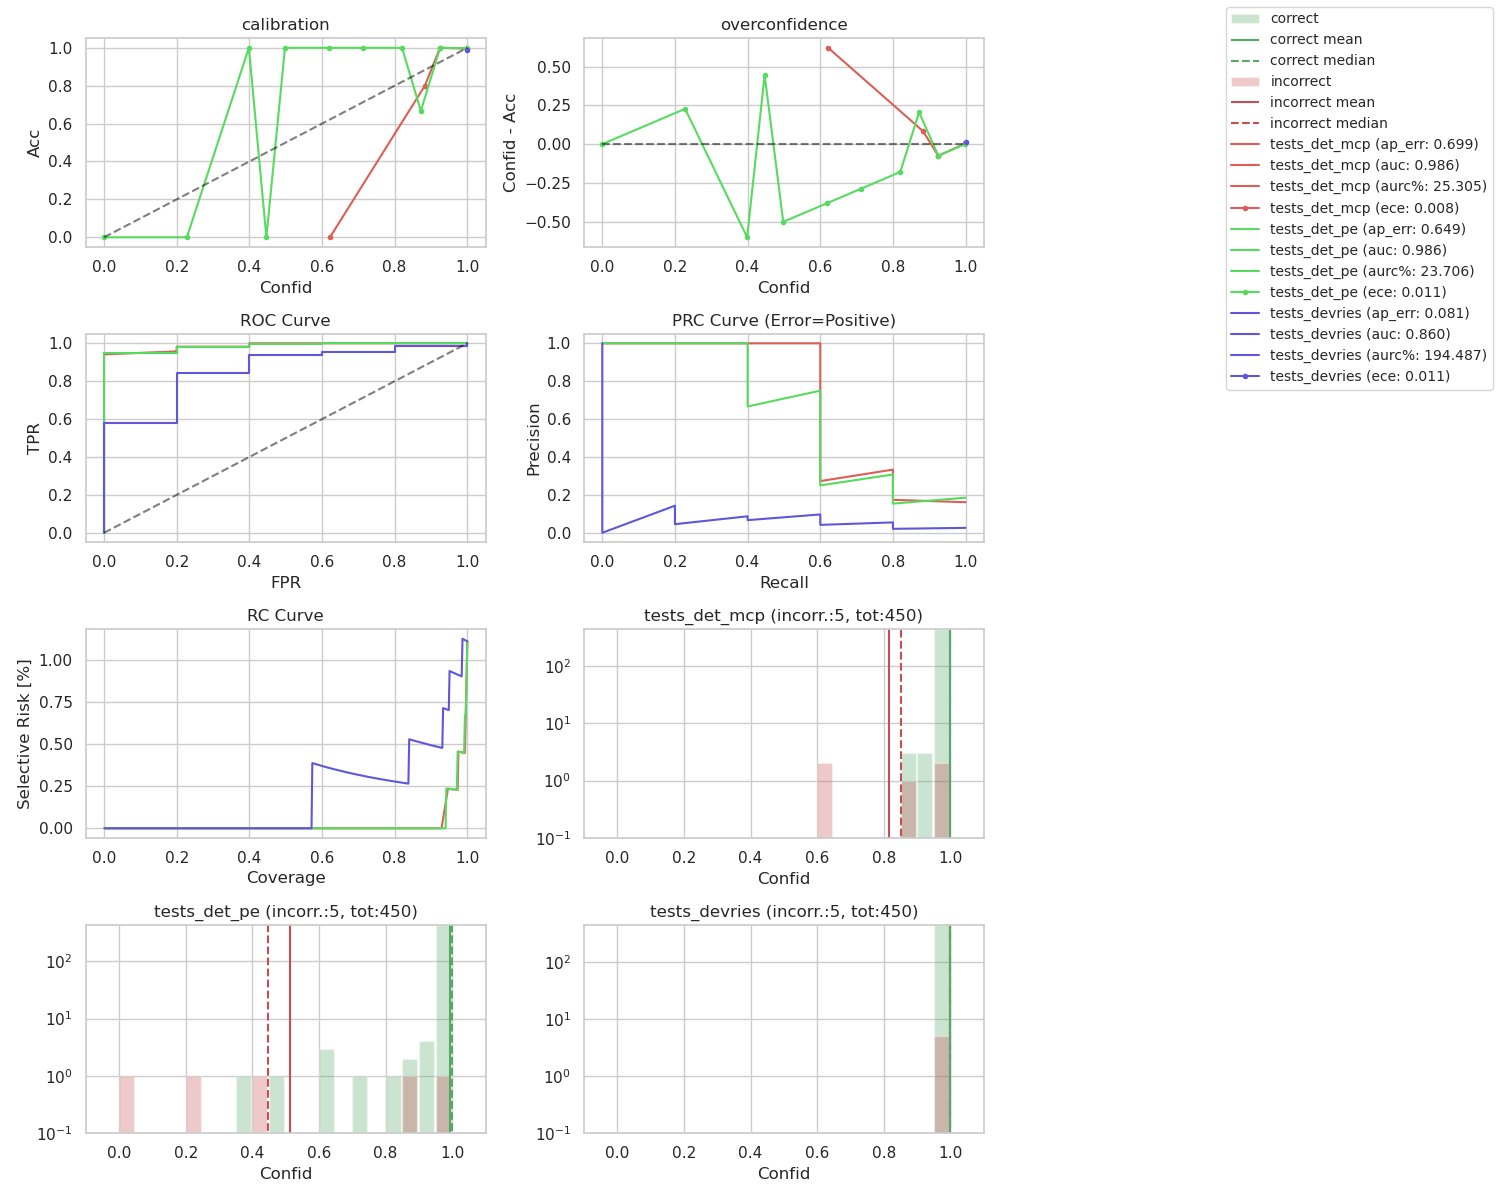 calibration
1.0
0.8
0.6
0.4
0.2
0.0
Acc
0.0 0.2 0.4 0.6 0.8 1.0
Confid
overconfidence
0.50
0.25
0.00
−0.25
−0.50
Confid - Acc
0.0 0.2 0.4 0.6 0.8 1.0
Confid
correct
correct mean
correct median
incorrect
incorrect mean
incorrect median
tests_det_mcp (ap_err: 0.699)
tests_det_mcp (auc: 0.986)
tests_det_mcp (aurc%: 25.305)
tests_det_mcp (ece: 0.008)
tests_det_pe (ap_err: 0.649)
tests_det_pe (auc: 0.986)
tests_det_pe (aurc%: 23.706)
tests_det_pe (ece: 0.011)
tests_devries (ap_err: 0.081)
tests_devries (auc: 0.860)
tests_devries (aurc%: 194.487)
tests_devries (ece: 0.011)
ROC Curve
1.0
0.8
0.6
0.4
0.2
0.0
TPR
0.0 0.2 0.4 0.6 0.8 1.0
FPR
PRC Curve (Error=Positive)
1.0
0.8
0.6
0.4
0.2
0.0
Precision
0.0 0.2 0.4 0.6 0.8 1.0
Recall
RC Curve
1.00
0.75
0.50
0.25
0.00
Selective Risk [%]
0.0 0.2 0.4 0.6 0.8 1.0
Coverage
tests_det_mcp (incorr.:5, tot:450)
10²
10¹
10⁰
10⁻¹
0.0 0.2 0.4 0.6 0.8 1.0
Confid
tests_det_pe (incorr.:5, tot:450)
10²
10¹
10⁰
10⁻¹
0.0 0.2 0.4 0.6 0.8 1.0
Confid
tests_devries (incorr.:5, tot:450)
10²
10¹
10⁰
10⁻¹
0.0 0.2 0.4 0.6 0.8 1.0
Confid